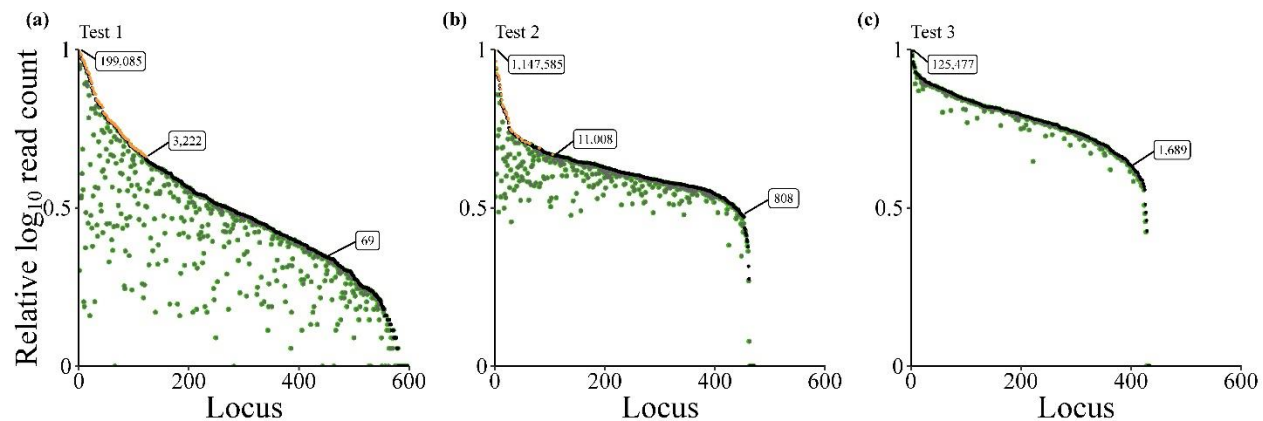 (a)
Test 1
Relative log10 read count
1
0.5
0
199,085
3,222
69
0 200 400 600
Locus
(b)
Test 2
1
0.5
0
1,147,585
11,008
808
0 200 400 600
Locus
(c)
Test 3
1
0.5
0
125,477
1,689
0 200 400 600
Locus